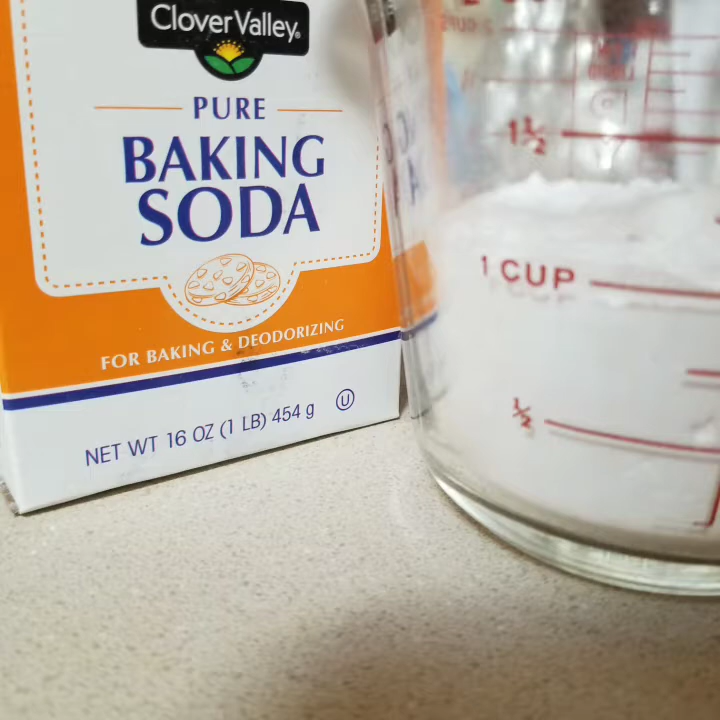 CloverValley®
PURE
BAKING
SODA
FOR BAKING & DEODORIZING
NET WT 16 OZ (1 LB) 454 g
U
1½
1 CUP
½